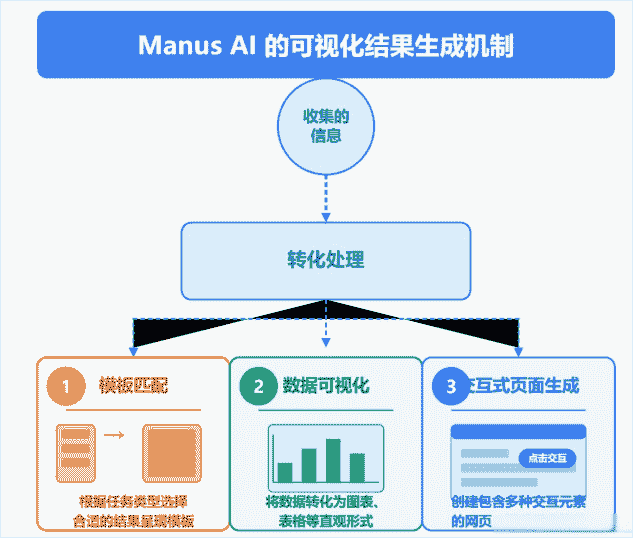 Manus AI 的可视化结果生成机制
收集的
信息
转化处理
1
模板匹配
根据任务类型选择
合适的结果呈现模板
2
数据可视化
将数据转化为图表、
表格等直观形式
3
交互式页面生成
点击交互
创建包含多种交互元素
的网页